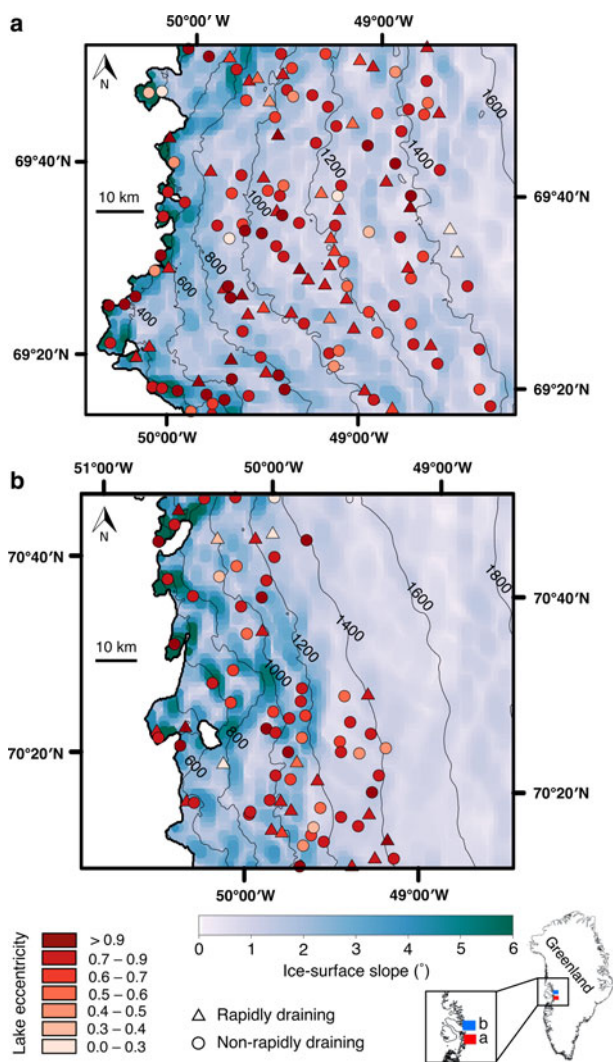 a
50°00'W 49°00'W
N
1600
1400
1200
69°40'N 69°40'N
10 km
1000
800
600
400
69°20'N 69°20'N
50°00'W 49°00'W
b
51°00'W 50°00'W 49°00'W
N
70°40'N 70°40'N
1800
1600
10 km
1400
1200
1000
800
70°20'N 600 70°20'N
50°00'W 49°00'W
Lake eccentricity
> 0.9
0.7 – 0.9
0.6 – 0.7
0.5 – 0.6
0.4 – 0.5
0.3 – 0.4
0.0 – 0.3
0 1 2 3 4 5 6
Ice-surface slope (°)
Rapidly draining
Non-rapidly draining
Greenland
b
a